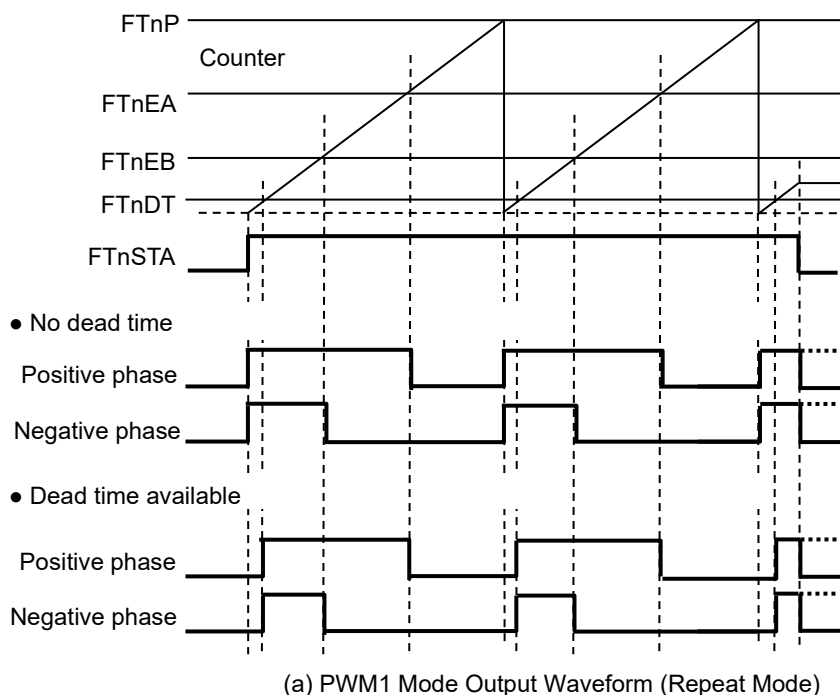 FTnP
Counter
FTnEA
FTnEB
FTnDT
FTnSTA
● No dead time
Positive phase
Negative phase
● Dead time available
Positive phase
Negative phase
(a) PWM1 Mode Output Waveform (Repeat Mode)